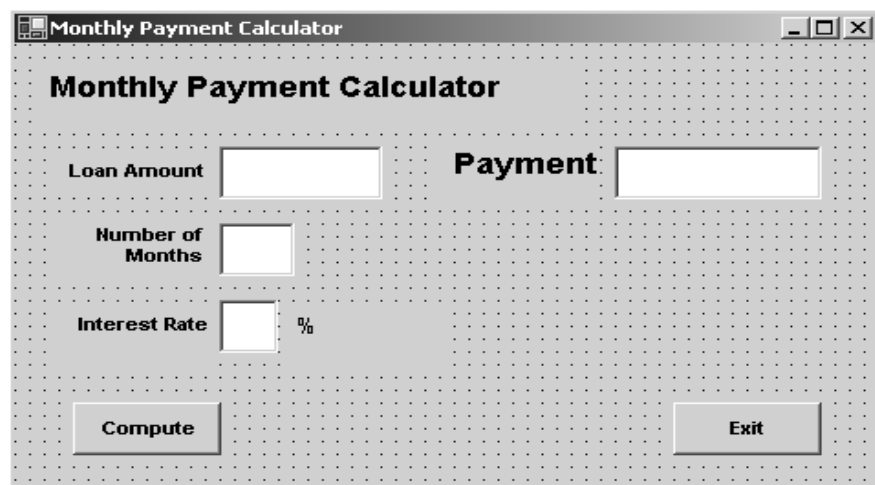 Monthly Payment Calculator
Monthly Payment Calculator
Loan Amount
Payment
Number of
Months
Interest Rate
%
Compute
Exit